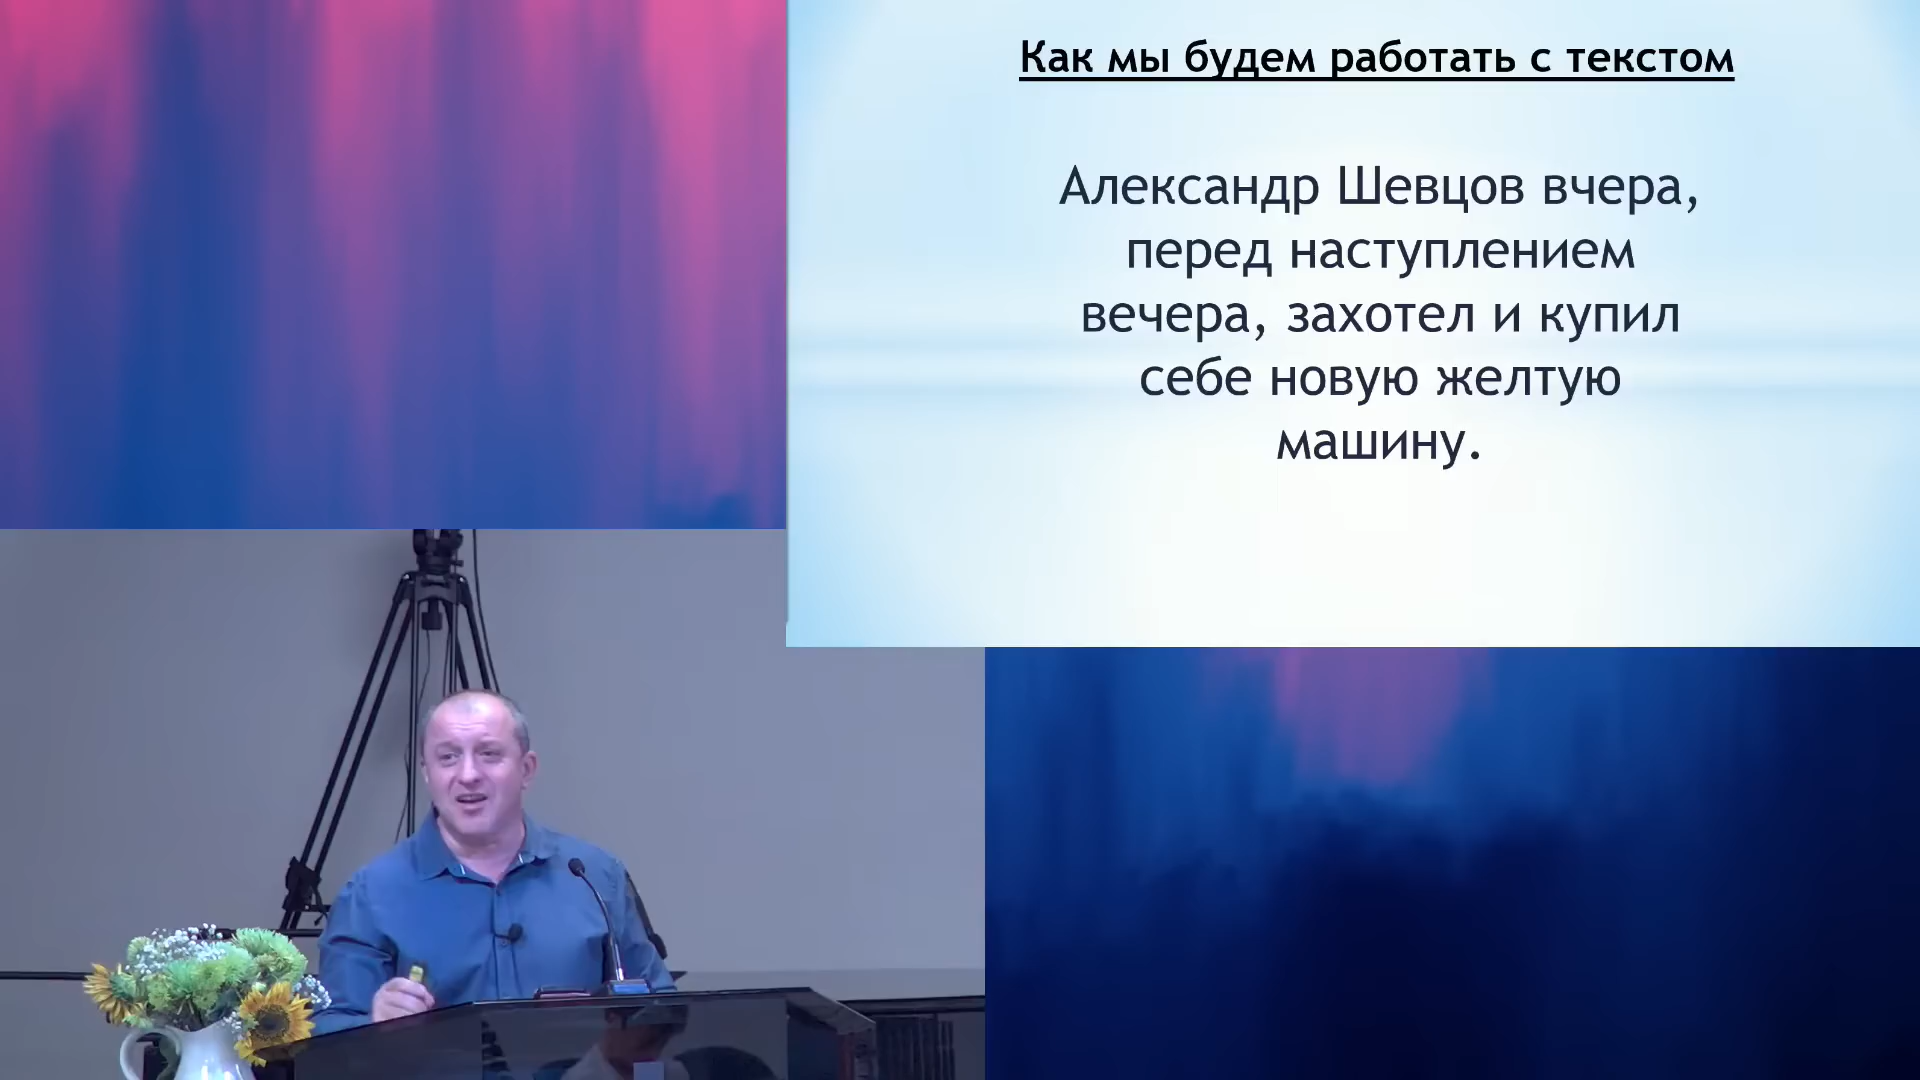 Как мы будем работать с текстом
Александр Шевцов вчера,
перед наступлением
вечера, захотел и купил
себе новую желтую
машину.